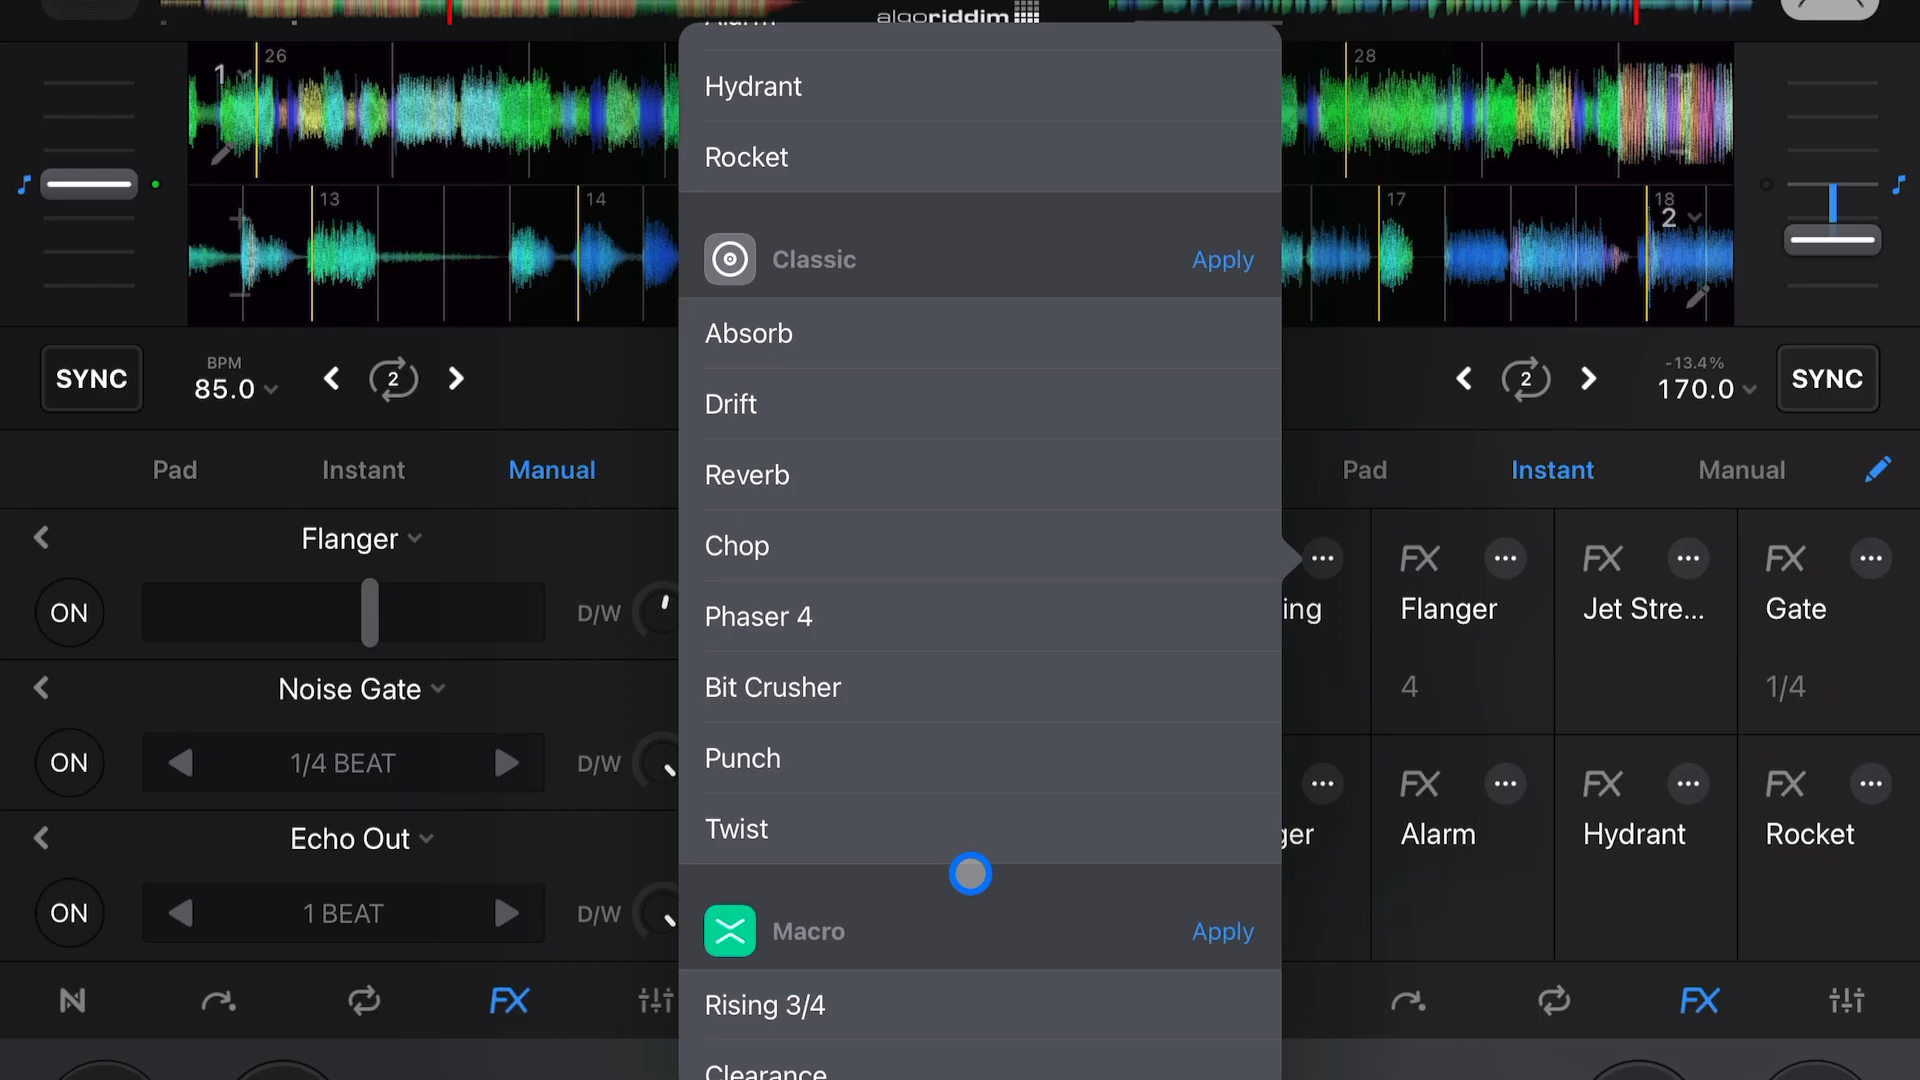 algoriddim
Alarm
Hydrant
Rocket
Classic
Apply
Absorb
Drift
Reverb
Chop
Phaser 4
Bit Crusher
Punch
Twist
Macro
Apply
Rising 3/4
Clearance
1
26
13
14
SYNC
BPM
85.0
2
Pad
Instant
Manual
Flanger
ON
D/W
Noise Gate
ON
1/4 BEAT
D/W
Echo Out
ON
1 BEAT
D/W
FX
28
17
18
2
2
-13.4%
170.0
SYNC
Pad
Instant
Manual
ing
FX
Flanger
4
FX
Jet Stre...
FX
Gate
1/4
ger
FX
Alarm
FX
Hydrant
FX
Rocket
FX